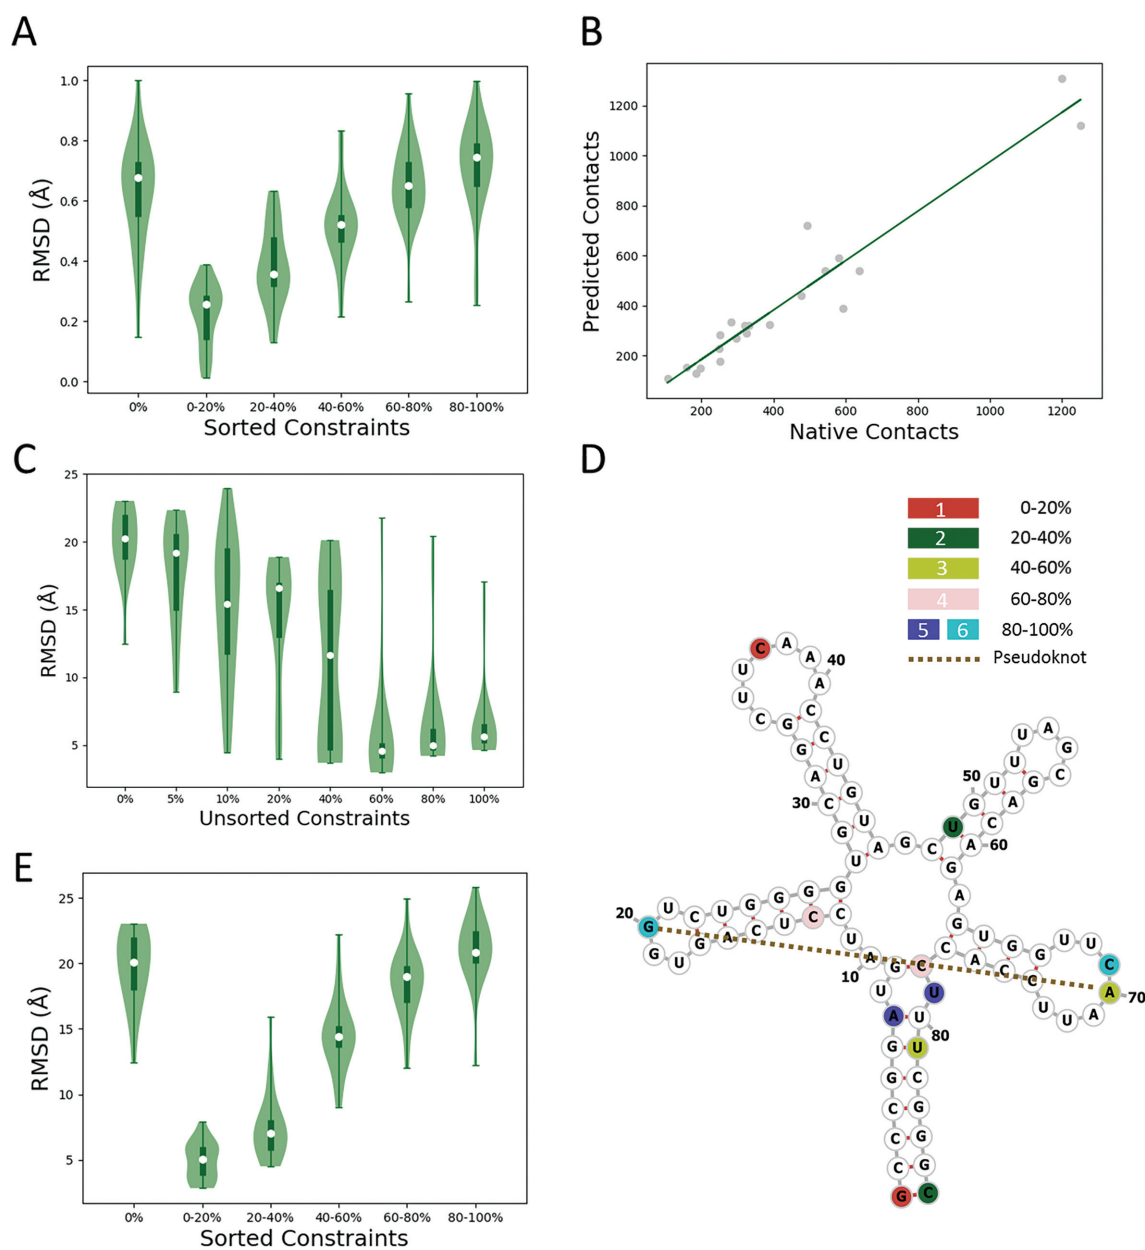 A
RMSD (Å)
1.0
0.8
0.6
0.4
0.2
0.0
0% 0-20% 20-40% 40-60% 60-80% 80-100%
Sorted Constraints
B
Predicted Contacts
1200
1000
800
600
400
200
200 400 600 800 1000 1200
Native Contacts
C
RMSD (Å)
25
20
15
10
5
0% 5% 10% 20% 40% 60% 80% 100%
Unsorted Constraints
D
1 0-20%
2 20-40%
3 40-60%
4 60-80%
5 6 80-100%
Pseudoknot
C A A A 40
U U C G G A C G U
30
C C U G U A G C
U G U U U A G C G A C A G
50
60
A G U G G U U C A A U U C C A C
70
G G G G U C U G G U G A C U C C U A G
20
10
U A G G C C C G
C U U U C G G G C
80
E
RMSD (Å)
25
20
15
10
5
0% 0-20% 20-40% 40-60% 60-80% 80-100%
Sorted Constraints